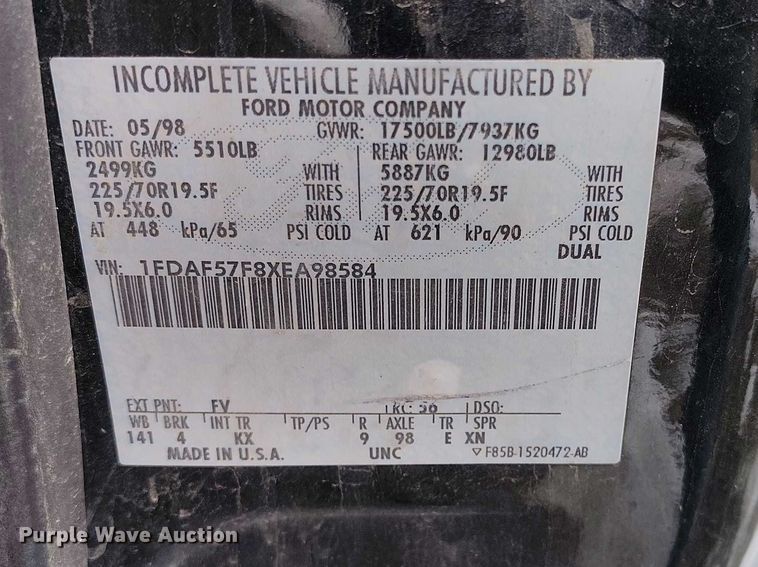 INCOMPLETE VEHICLE MANUFACTURED BY
FORD MOTOR COMPANY
DATE: 05/98 GVWR: 17500LB/7937KG
FRONT GAWR: 5510LB REAR GAWR: 12980LB
2499KG WITH 5887KG WITH
225/70R19.5F TIRES 225/70R19.5F TIRES
19.5X6.0 RIMS 19.5X6.0 RIMS
AT 448 kPa/65 PSI COLD AT 621 kPa/90 PSI COLD
DUAL
VIN: 1FDAF57F8XEA98584
EXT PNT: FV RC: 56 DSO:
WB BRK INT TR TP/PS R AXLE TR SPR
141 4 KX 9 98 E XN
MADE IN U.S.A. UNC F85B-1520472-AB
Purple Wave Auction